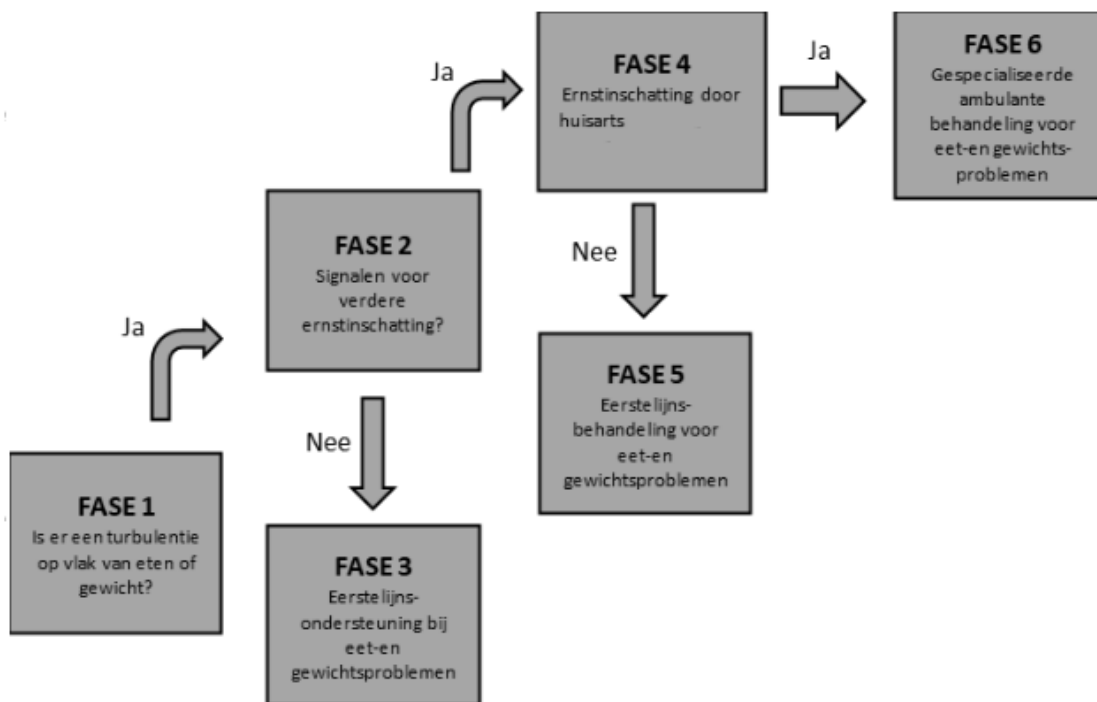 FASE 1
Is er een turbulentie
op vlak van eten of
gewicht?
Ja
FASE 2
Signalen voor
verdere
ernstinschatting?
Nee
FASE 3
Eerstelijns-
ondersteuning bij
eet-en
gewichtsproblemen
Ja
FASE 4
Ernstinschatting door
huisarts
Nee
FASE 5
Eerstelijns-
behandeling voor
eet-en
gewichtsproblemen
Ja
FASE 6
Gespecialiseerde
ambulante
behandeling voor
eet-en gewichts-
problemen